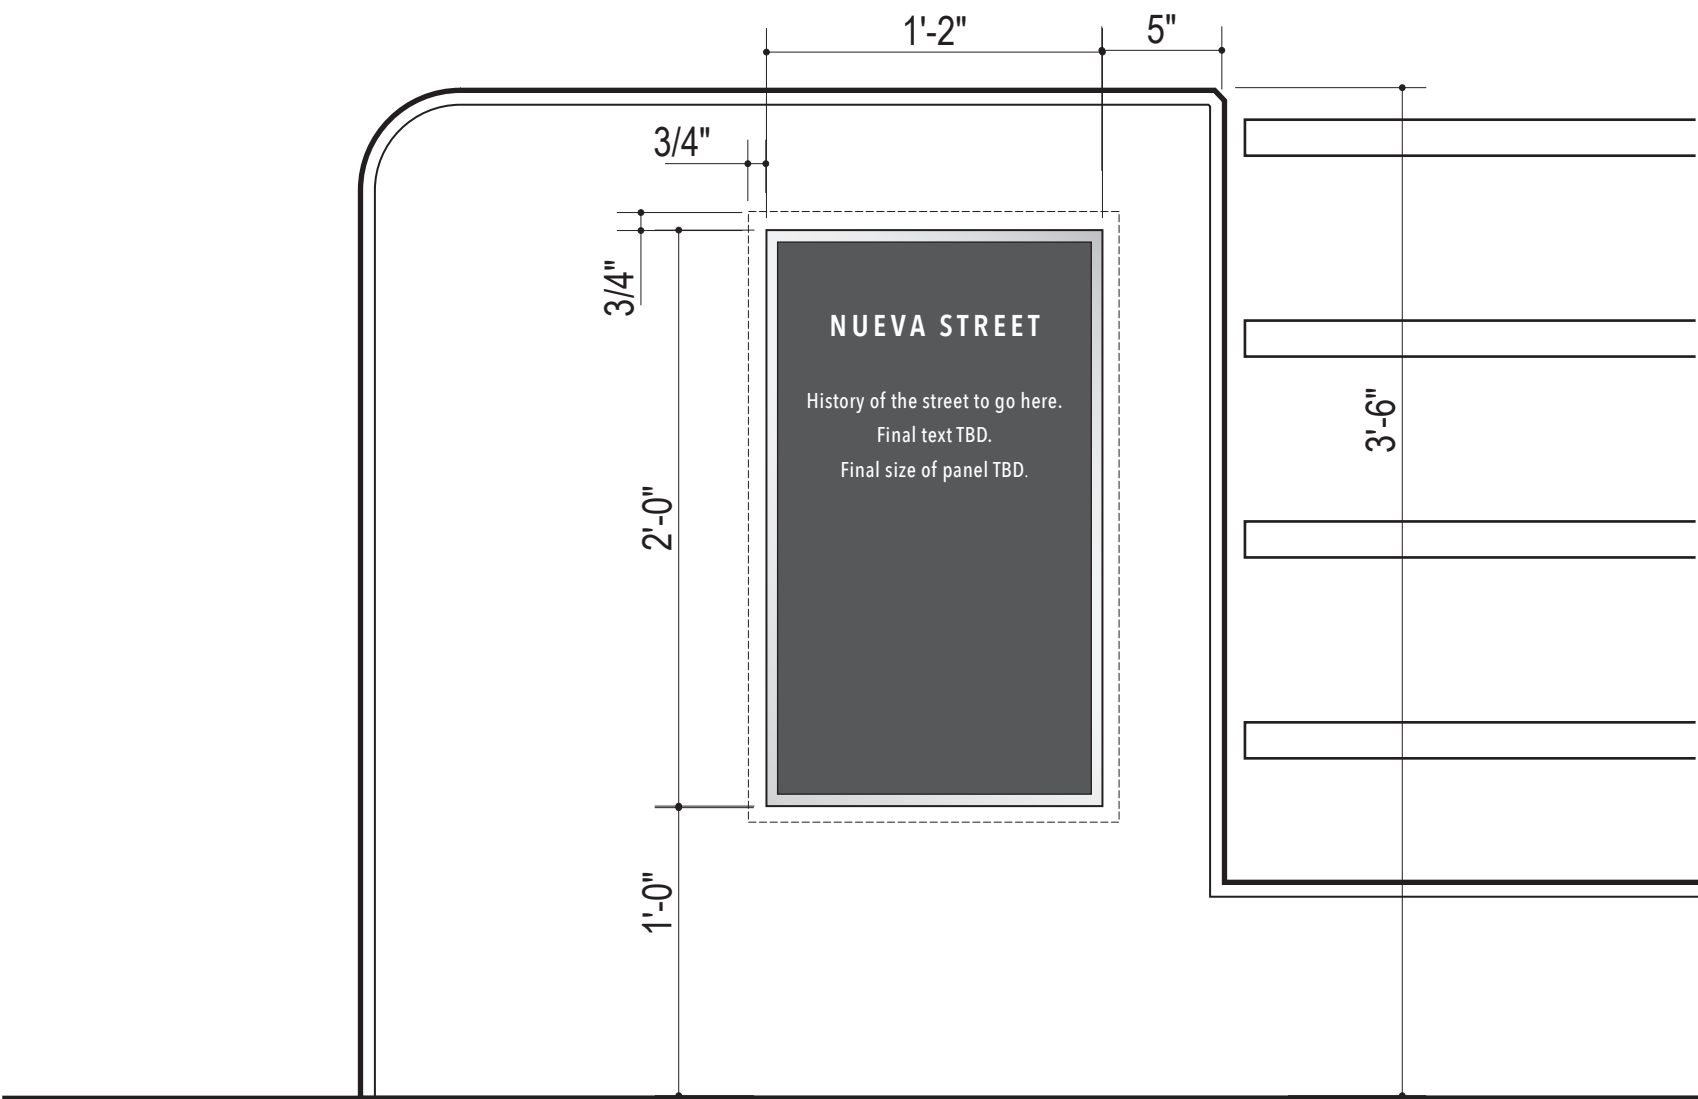 1'-2"
5"
3/4"
3/4"
NUEVA STREET
History of the street to go here.
Final text TBD.
Final size of panel TBD.
3'-6"
2'-0"
1'-0"